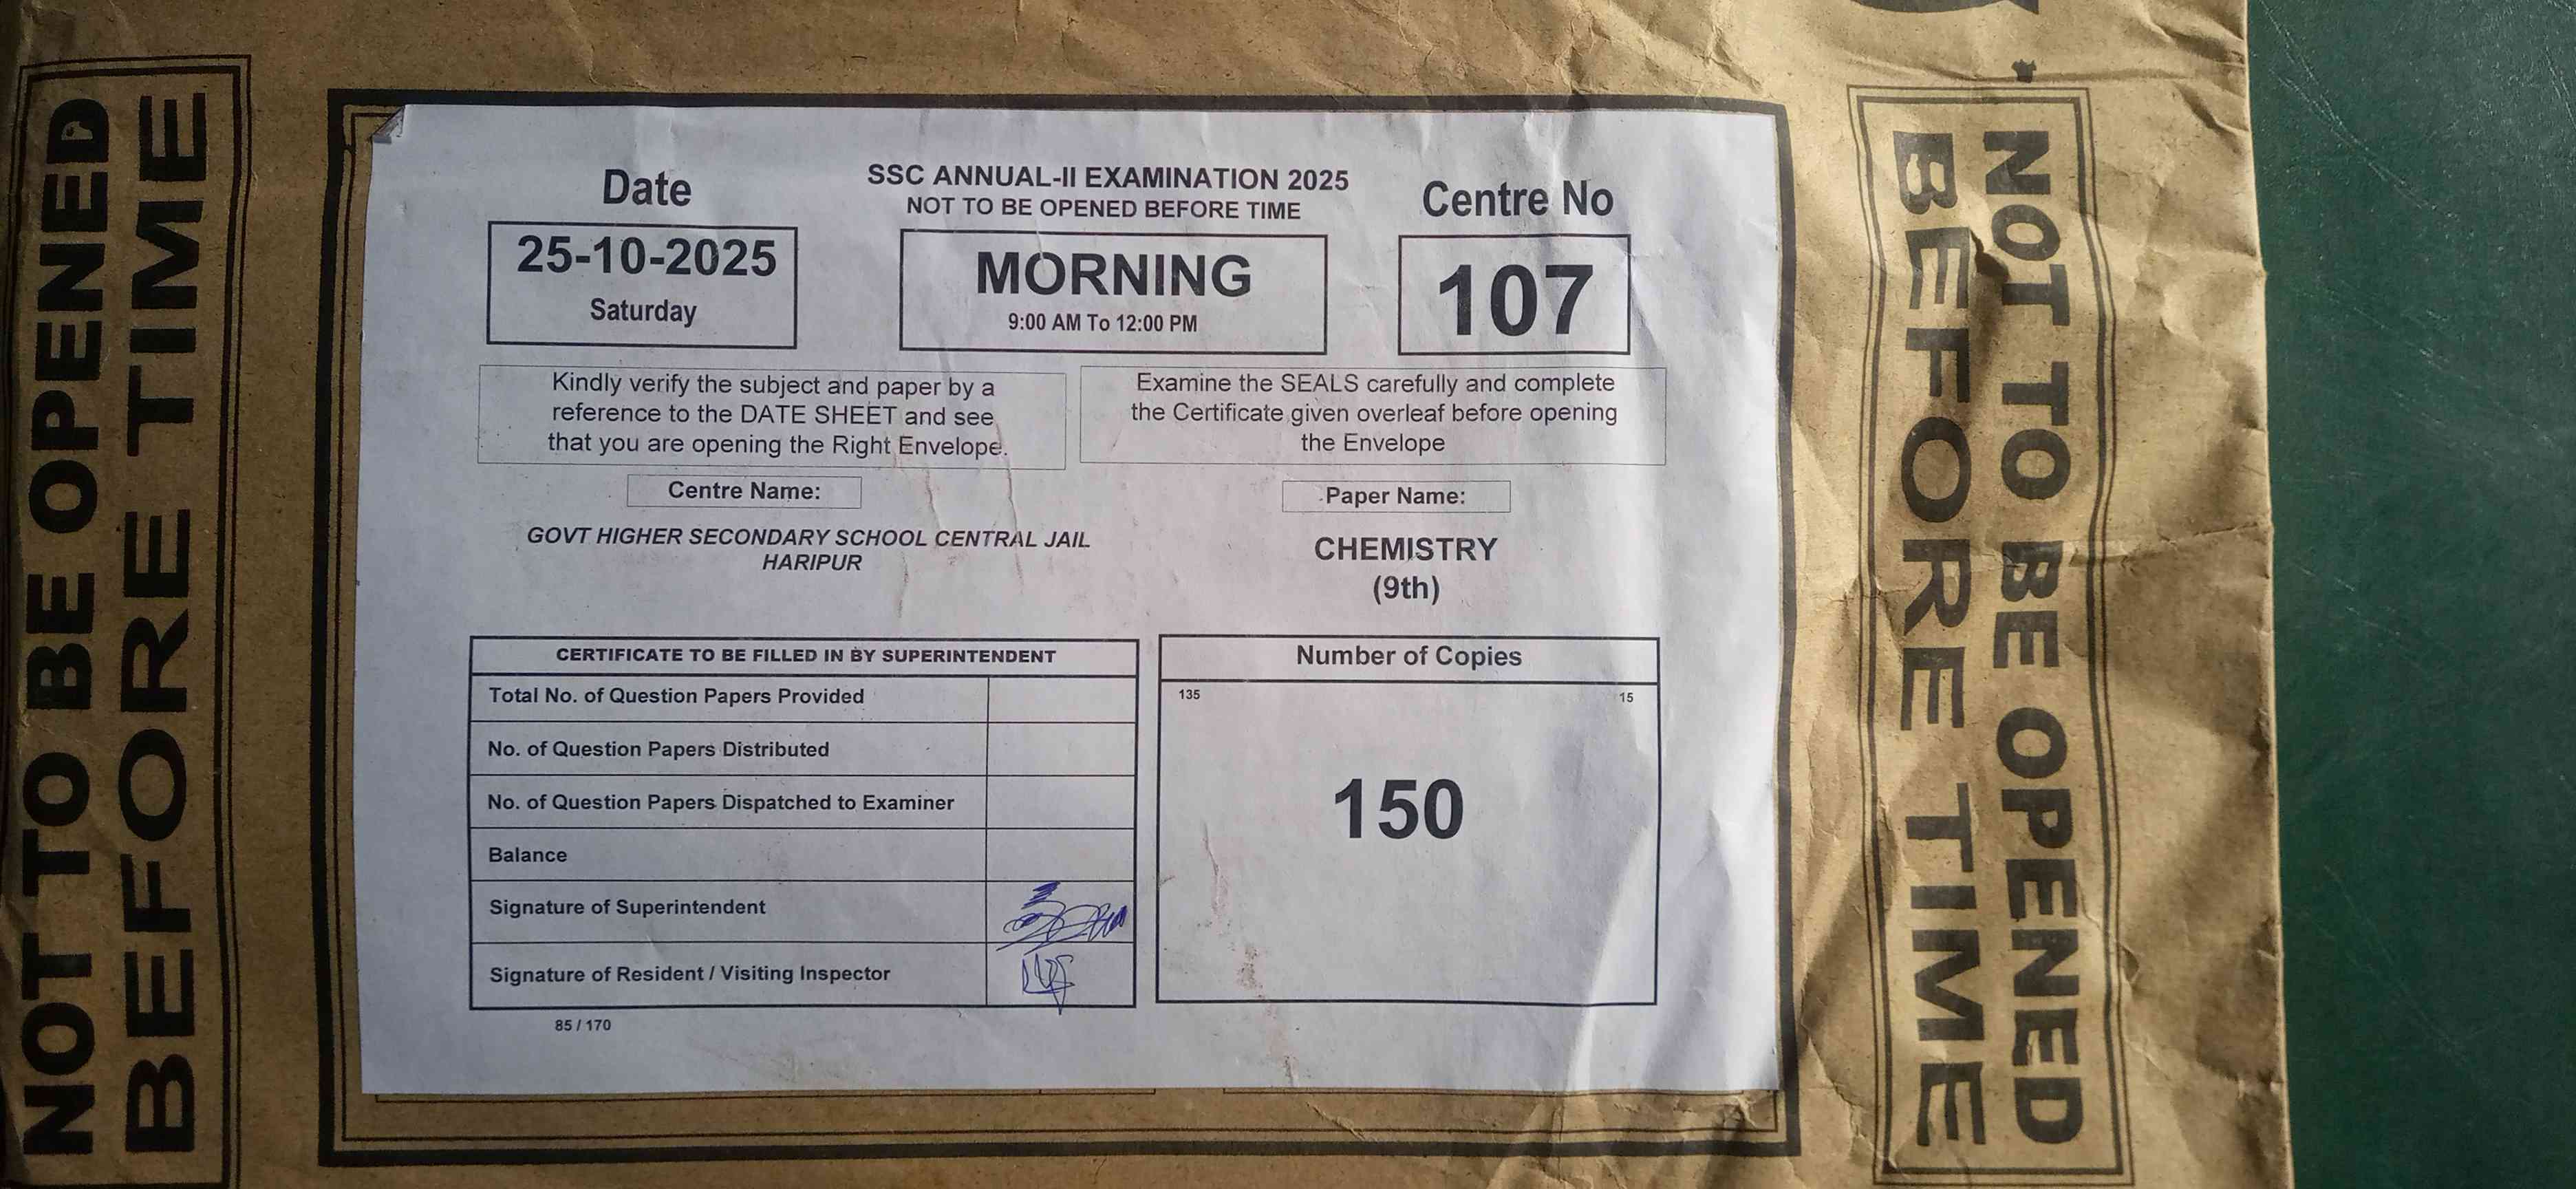 NOT TO BE OPENED
BEFORE TIME
Date
25-10-2025
Saturday
SSC ANNUAL-II EXAMINATION 2025
NOT TO BE OPENED BEFORE TIME
MORNING
9:00 AM To 12:00 PM
Centre No
107
Kindly verify the subject and paper by a
reference to the DATE SHEET and see
that you are opening the Right Envelope.
Examine the SEALS carefully and complete
the Certificate given overleaf before opening
the Envelope
Centre Name:
GOVT HIGHER SECONDARY SCHOOL CENTRAL JAIL
HARIPUR
Paper Name:
CHEMISTRY
(9th)
CERTIFICATE TO BE FILLED IN BY SUPERINTENDENT
Total No. of Question Papers Provided
No. of Question Papers Distributed
No. of Question Papers Dispatched to Examiner
Balance
Signature of Superintendent
Signature of Resident / Visiting Inspector
85 / 170
Number of Copies
135 15
150
NOT TO BE OPENED
BEFORE TIME